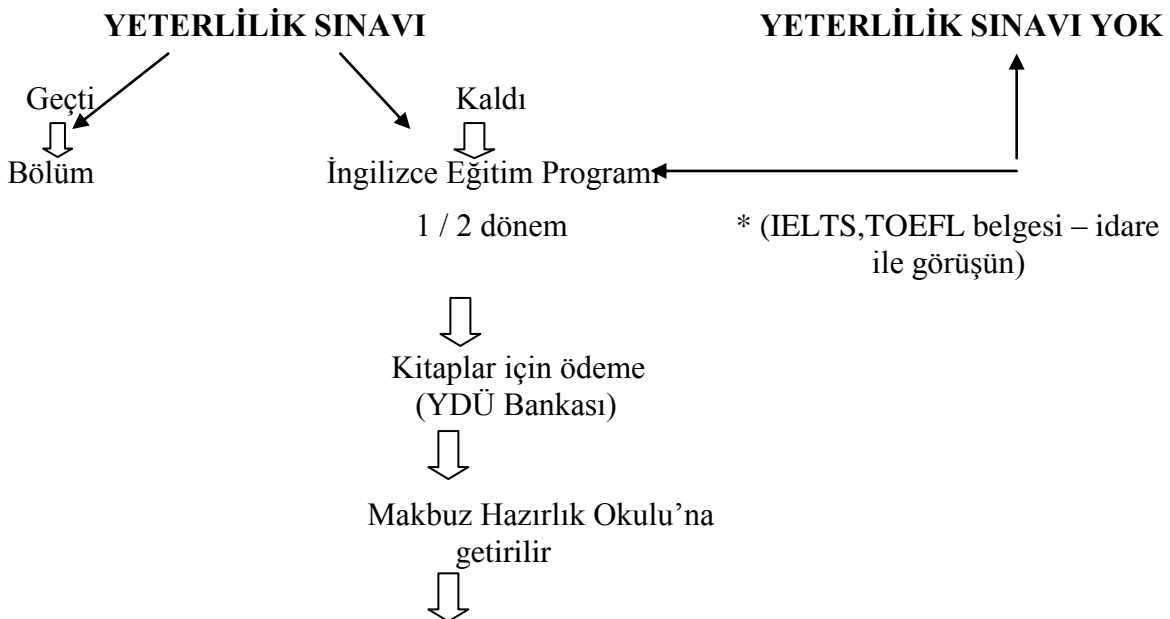 YETERLİLİK SINAVI
YETERLİLİK SINAVI YOK
Geçti
Kaldı
Bölüm
İngilizce Eğitim Programı
1 / 2 dönem
* (IELTS,TOEFL belgesi – idare
ile görüşün)
Kitaplar için ödeme
(YDÜ Bankası)
Makbuz Hazırlık Okulu’na
getirilir